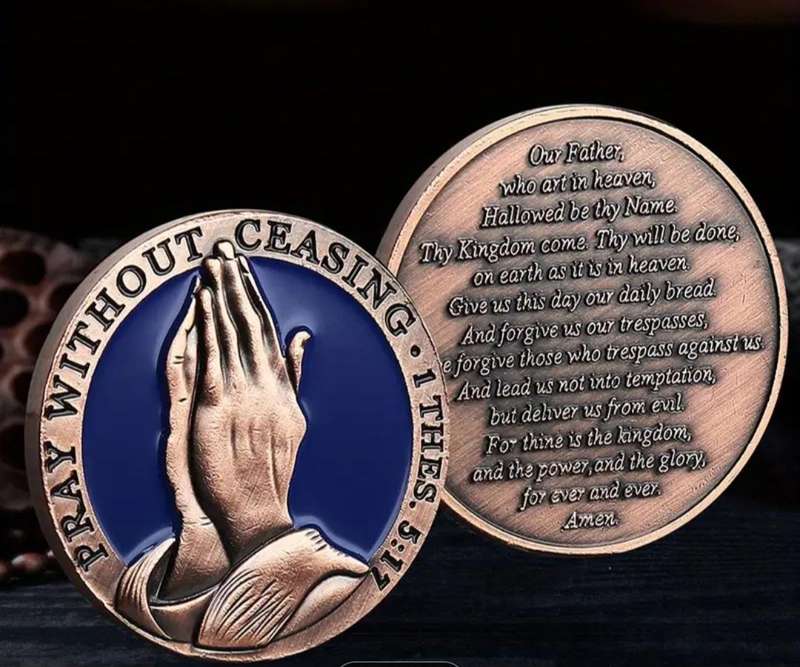 PRAY WITHOUT CEASING • 1 THES. 5:17
Our Father,
who art in heaven,
Hallowed be thy Name.
Thy Kingdom come. Thy will be done,
on earth as it is in heaven.
Give us this day our daily bread.
And forgive us our trespasses,
e forgive those who trespass against us.
And lead us not into temptation,
but deliver us from evil.
For thine is the kingdom,
and the power, and the glory,
for ever and ever.
Amen.